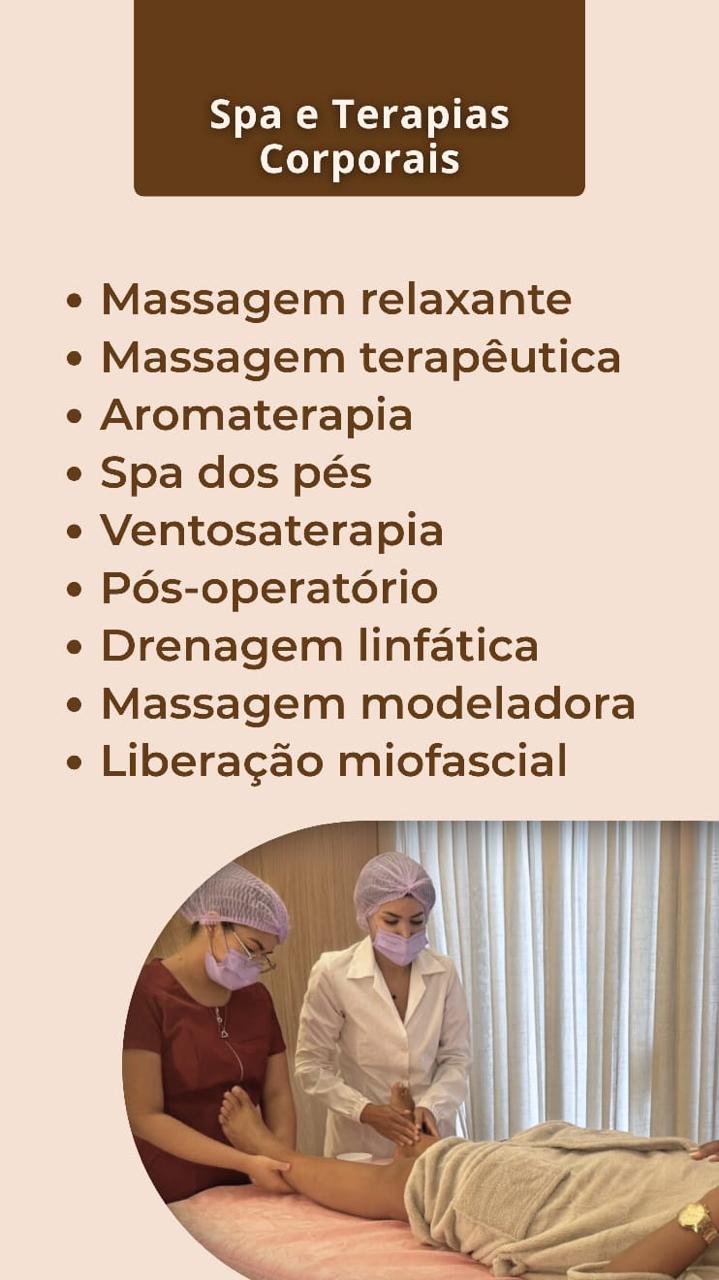 Spa e Terapias
Corporais
• Massagem relaxante
• Massagem terapêutica
• Aromaterapia
• Spa dos pés
• Ventosaterapia
• Pós-operatório
• Drenagem linfática
• Massagem modeladora
• Liberação miofascial